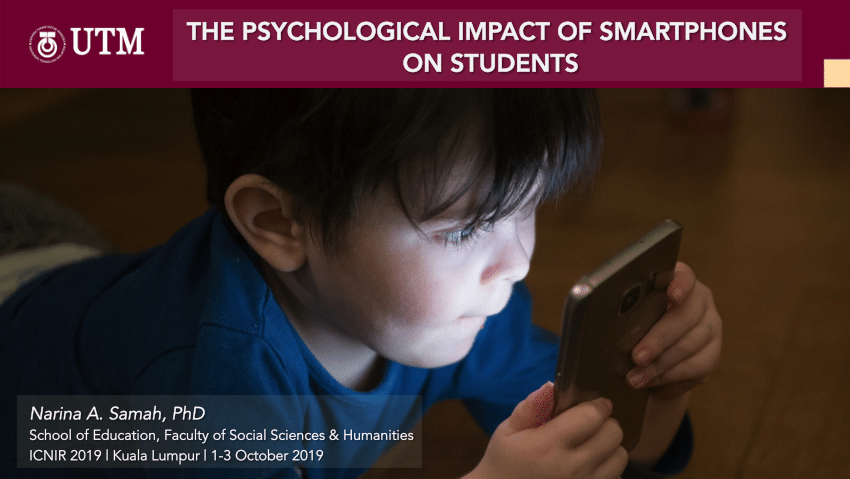 UTM
THE PSYCHOLOGICAL IMPACT OF SMARTPHONES
ON STUDENTS
Narina A. Samah, PhD
School of Education, Faculty of Social Sciences & Humanities
ICNIR 2019 | Kuala Lumpur | 1-3 October 2019